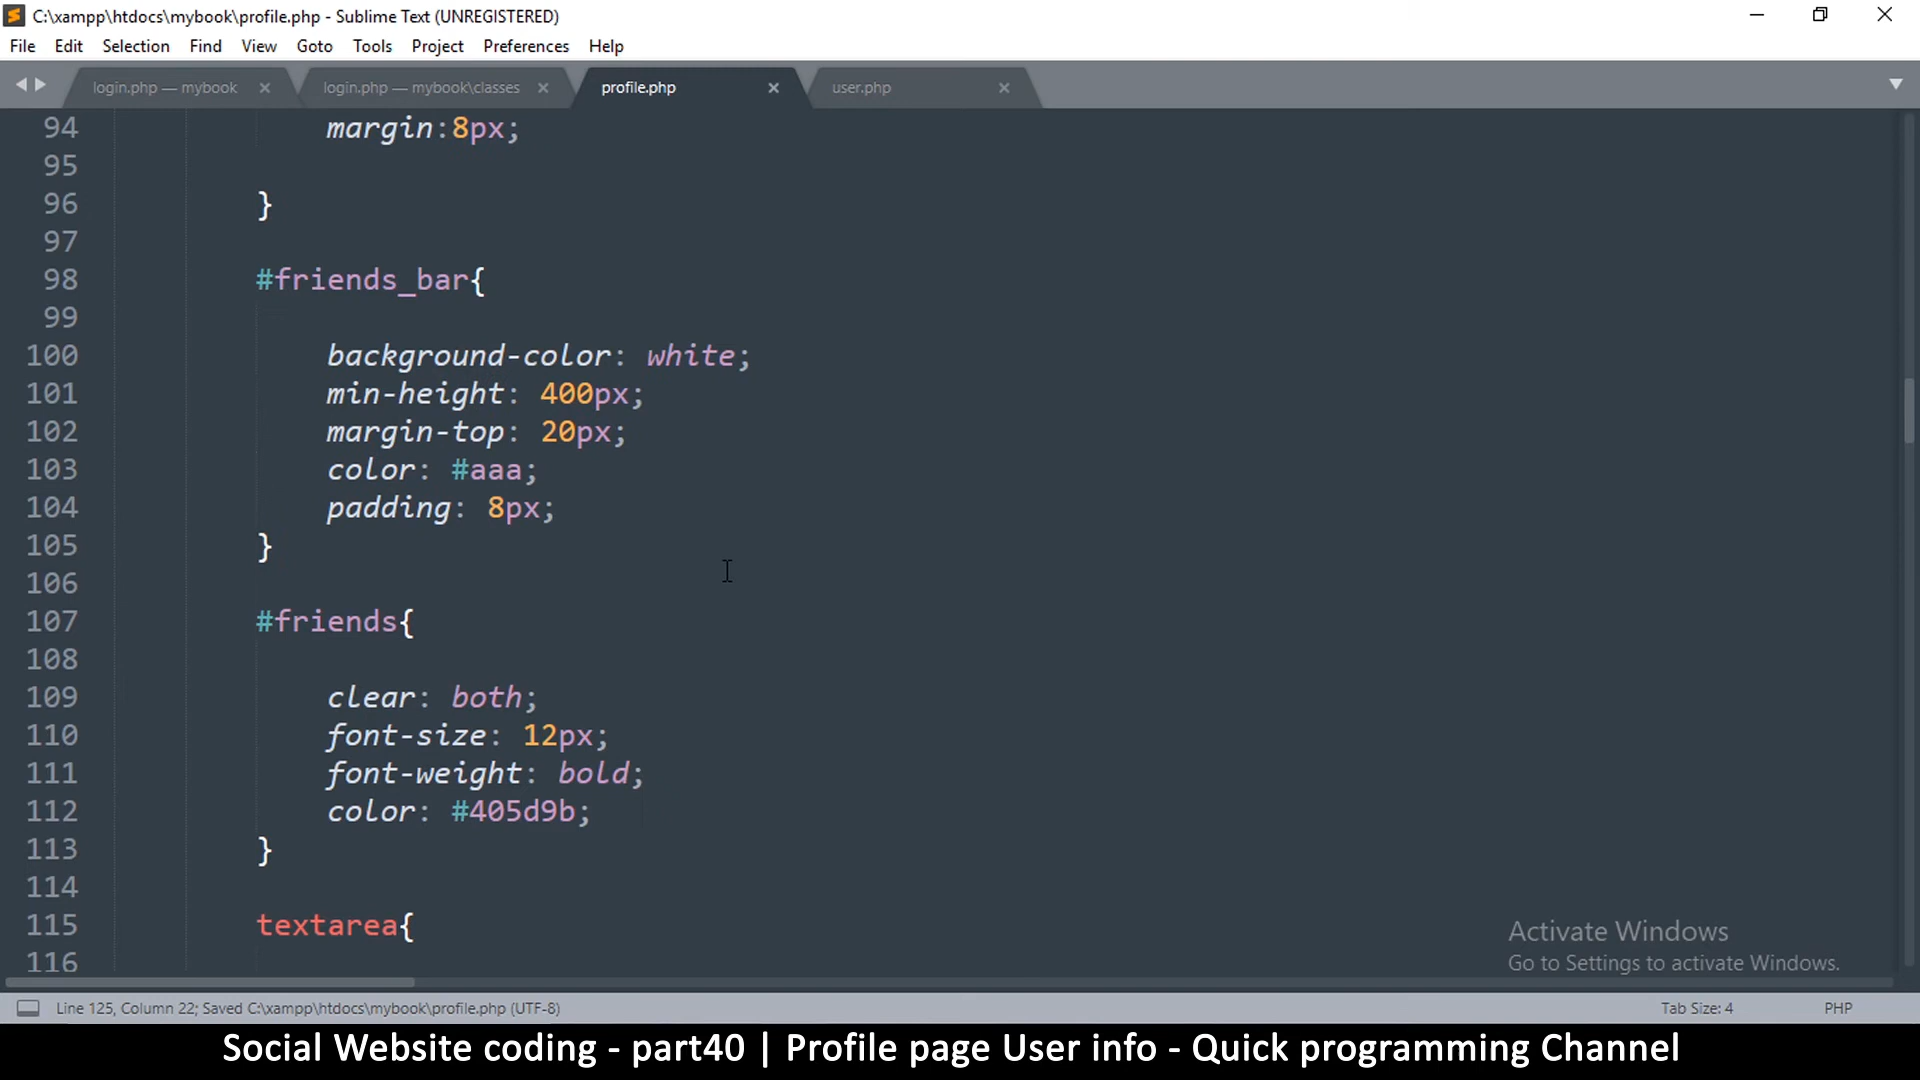 C:\xampp\htdocs\mybook\profile.php - Sublime Text (UNREGISTERED)
File Edit Selection Find View Goto Tools Project Preferences Help
login.php — mybook login.php — mybook\classes profile.php user.php
94 margin:8px;
95
96 }
97
98 #friends_bar{
99
100 background-color: white;
101 min-height: 400px;
102 margin-top: 20px;
103 color: #aaa;
104 padding: 8px;
105 }
106
107 #friends{
108
109 clear: both;
110 font-size: 12px;
111 font-weight: bold;
112 color: #405d9b;
113 }
114
115 textarea{
116
Activate Windows
Go to Settings to activate Windows.
Line 125, Column 22; Saved C:\xampp\htdocs\mybook\profile.php (UTF-8) Tab Size: 4 PHP
Social Website coding - part40 | Profile page User info - Quick programming Channel